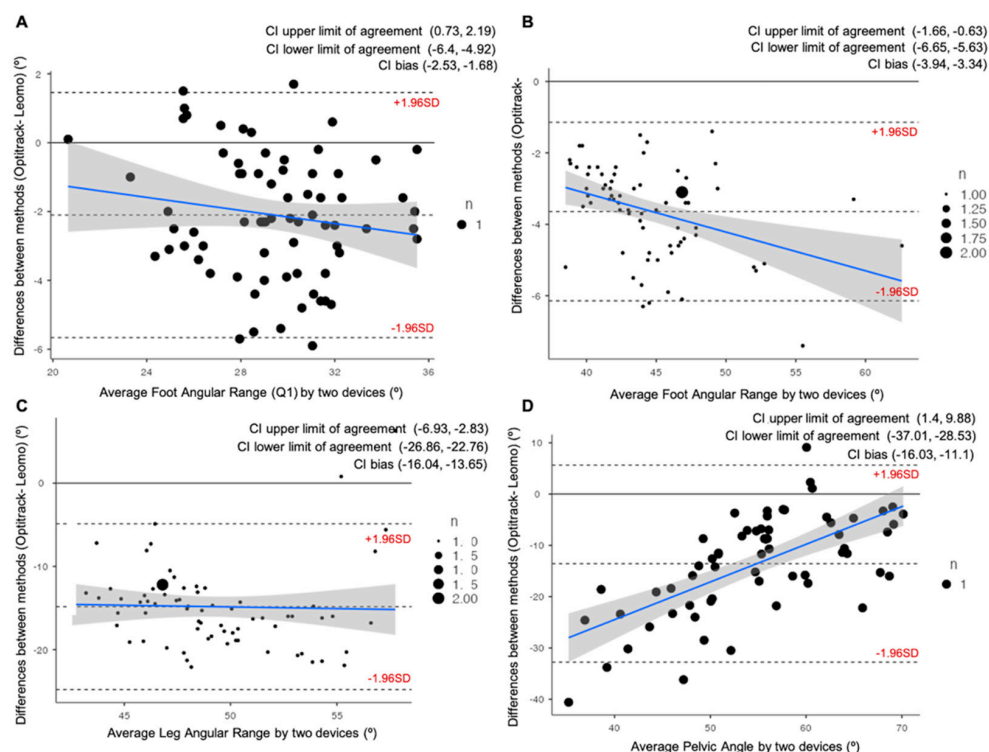 A
CI upper limit of agreement (0.73, 2.19)
CI lower limit of agreement (-6.4, -4.92)
CI bias (-2.53, -1.68)
Differences between methods (Optitrack- Leomo) (º)
2
0
-2
-4
-6
+1.96SD
-1.96SD
n
1
20
24
28
32
36
Average Foot Angular Range (Q1) by two devices (º)
B
CI upper limit of agreement (-1.66, -0.63)
CI lower limit of agreement (-6.65, -5.63)
CI bias (-3.94, -3.34)
Differences between methods (Optitrack-
0
-2
-4
-6
+1.96SD
-1.96SD
n
1.00
1.25
1.50
1.75
2.00
40
45
50
55
60
Average Foot Angular Range by two devices (º)
C
CI upper limit of agreement (-6.93, -2.83)
CI lower limit of agreement (-26.86, -22.76)
CI bias (-16.04, -13.65)
Differences between methods (Optitrack- Leomo) (º)
0
-10
-20
+1.96SD
-1.96SD
n
1. 0
1. 5
1. 0
1. 5
2.00
45
50
55
Average Leg Angular Range by two devices (º)
D
CI upper limit of agreement (1.4, 9.88)
CI lower limit of agreement (-37.01, -28.53)
CI bias (-16.03, -11.1)
Differences between methods (Optitrack- Leomo) (º)
10
0
-10
-20
-30
-40
+1.96SD
-1.96SD
n
1
40
50
60
70
Average Pelvic Angle by two devices (º)